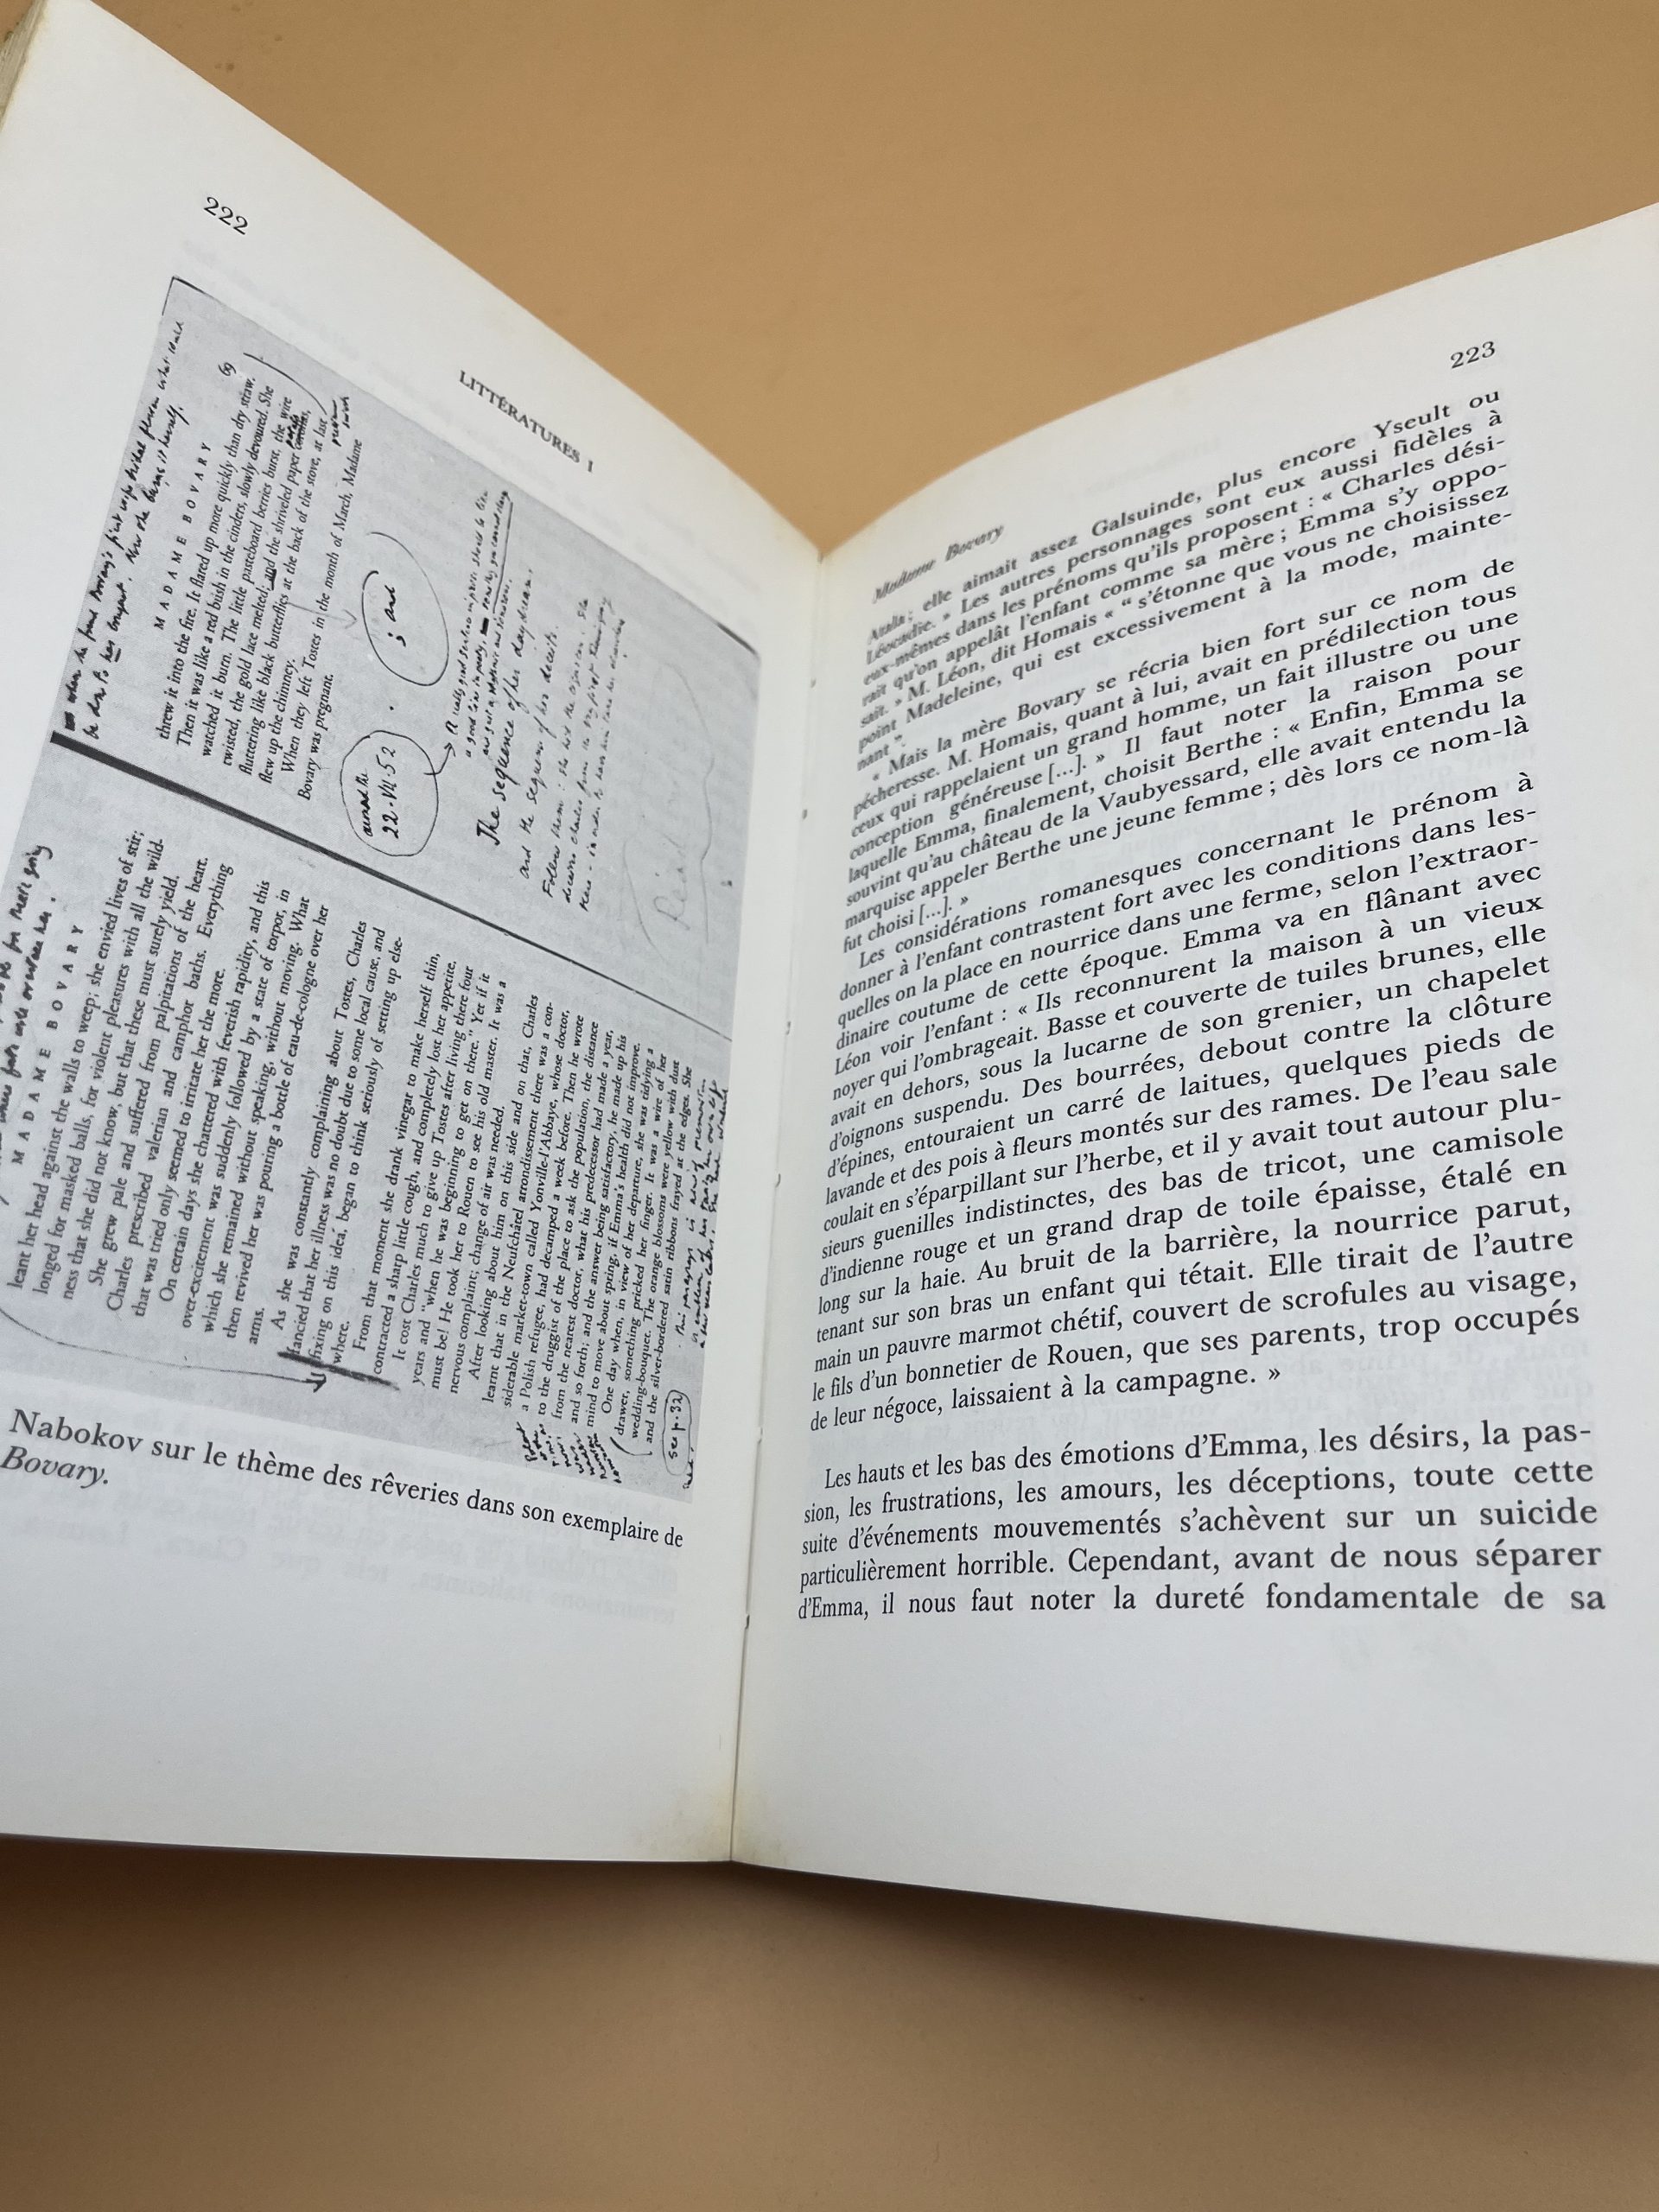 222
LITTÉRATURES I
be
her
M A D A M E B O V A R Y
leant her head against the walls to weep; she envied lives of stir;
longed for masked balls, for violent pleasures with all the wild-
ness that she did not know, but that these must surely yield.
She grew pale and suffered from palpitations of the heart.
Charles prescribed valerian and camphor baths. Everything
that was tried only seemed to irritate her the more.
On certain days she chattered with feverish rapidity, and this
over-excitement was suddenly followed by a state of torpor, in
which she remained without speaking, without moving. What
then revived her was pouring a bottle of eau-de-cologne over her
arms.
As she was constantly complaining about Tostes, Charles
fancied that her illness was no doubt due to some local cause, and
fixing on this idea, began to think seriously of setting up else-
where.
From that moment she drank vinegar to make herself thin,
contracted a sharp little cough, and completely lost her appetite.
It cost Charles much to give up Tostes after living there four
years and "when he was beginning to get on there." Yet if it
must be! He took her to Rouen to see his old master. It was a
nervous complaint; change of air was needed.
After looking about him on this side and on that, Charles
learnt that in the Neufchâtel arrondissement there was a con-
siderable market-town called Yonville-l'Abbaye, whose doctor,
a Polish refugee, had decamped a week before. Then he wrote
to the druggist of the place to ask the population, the distance
from the nearest doctor, what his predecessor had made a year,
and so forth; and the answer being satisfactory, he made up his
mind to move about spring, if Emma's health did not improve.
One day when, in view of her departure, she was tidying a
drawer, something pricked her finger. It was a wire of her
wedding-bouquet. The orange blossoms were yellow with dust
and the silver-bordered satin ribbons frayed at the edges. She
see p. 32
when he found Bovary's first wife's bridal flowers what would
be done to her bouquet. Now she burns it herself.
M A D A M E B O V A R Y
69
threw it into the fire. It flared up more quickly than dry straw.
Then it was like a red bush in the cinders, slowly devoured. She
watched it burn. The little pasteboard berries burst, the wire
twisted, the gold lace melted; and the shriveled paper corollas,
fluttering like black butterflies at the back of the stove, at last
flew up the chimney.
When they left Tostes in the month of March, Madame
Bovary was pregnant.
; and
22.VII.52
The sequence of her daydreams.
and the sequence of her deceits.
Follow them: she
Nabokov sur le thème des rêveries dans son exemplaire de
Bovary.
Madame Bovary
223
Atala ; elle aimait assez Galsuinde, plus encore Yseult ou
Léocadie. » Les autres personnages sont eux aussi fidèles à
eux-mêmes dans les prénoms qu'ils proposent : « Charles dési-
rait qu'on appelât l'enfant comme sa mère ; Emma s'y oppo-
sait. » M. Léon, dit Homais « “ s'étonne que vous ne choisissez
point Madeleine, qui est excessivement à la mode, mainte-
nant ”.
« Mais la mère Bovary se récria bien fort sur ce nom de
pécheresse. M. Homais, quant à lui, avait en prédilection tous
ceux qui rappelaient un grand homme, un fait illustre ou une
conception généreuse [...]. » Il faut noter la raison pour
laquelle Emma, finalement, choisit Berthe : « Enfin, Emma se
souvint qu'au château de la Vaubyessard, elle avait entendu la
marquise appeler Berthe une jeune femme ; dès lors ce nom-là
fut choisi [...]. »
Les considérations romanesques concernant le prénom à
donner à l'enfant contrastent fort avec les conditions dans les-
quelles on la place en nourrice dans une ferme, selon l'extraor-
dinaire coutume de cette époque. Emma va en flânant avec
Léon voir l'enfant : « Ils reconnurent la maison à un vieux
noyer qui l'ombrageait. Basse et couverte de tuiles brunes, elle
avait en dehors, sous la lucarne de son grenier, un chapelet
d'oignons suspendu. Des bourrées, debout contre la clôture
d'épines, entouraient un carré de laitues, quelques pieds de
lavande et des pois à fleurs montés sur des rames. De l'eau sale
coulait en s'éparpillant sur l'herbe, et il y avait tout autour plu-
sieurs guenilles indistinctes, des bas de tricot, une camisole
d'indienne rouge et un grand drap de toile épaisse, étalé en
long sur la haie. Au bruit de la barrière, la nourrice parut,
tenant sur son bras un enfant qui tétait. Elle tirait de l'autre
main un pauvre marmot chétif, couvert de scrofules au visage,
le fils d'un bonnetier de Rouen, que ses parents, trop occupés
de leur négoce, laissaient à la campagne. »
Les hauts et les bas des émotions d'Emma, les désirs, la pas-
sion, les frustrations, les amours, les déceptions, toute cette
suite d'événements mouvementés s'achèvent sur un suicide
particulièrement horrible. Cependant, avant de nous séparer
d'Emma, il nous faut noter la dureté fondamentale de sa